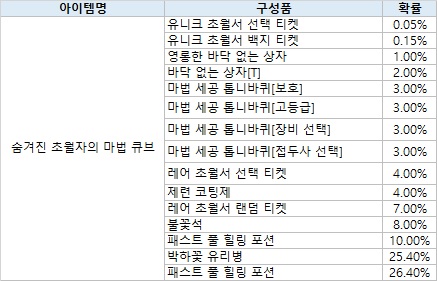 아이템명 구성품 확률
유니크 초월서 선택 티켓 0.05%
유니크 초월서 백지 티켓 0.15%
영롱한 바닥 없는 상자 1.00%
바닥 없는 상자[T] 2.00%
마법 세공 톱니바퀴[보호] 3.00%
마법 세공 톱니바퀴[고등급] 3.00%
마법 세공 톱니바퀴[장비 선택] 3.00%
숨겨진 초월자의 마법 큐브 마법 세공 톱니바퀴[접두사 선택] 3.00%
레어 초월서 선택 티켓 4.00%
제련 코팅제 4.00%
레어 초월서 랜덤 티켓 7.00%
불꽃석 8.00%
패스트 풀 힐링 포션 10.00%
박하꽃 유리병 25.40%
패스트 힐링 포션 26.40%